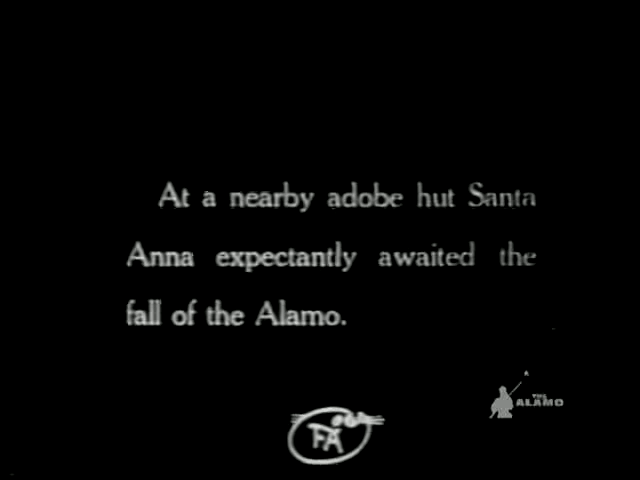 At a nearby adobe hut Santa
Anna expectantly awaited the
fall of the Alamo.
THE
ALAMO
FA